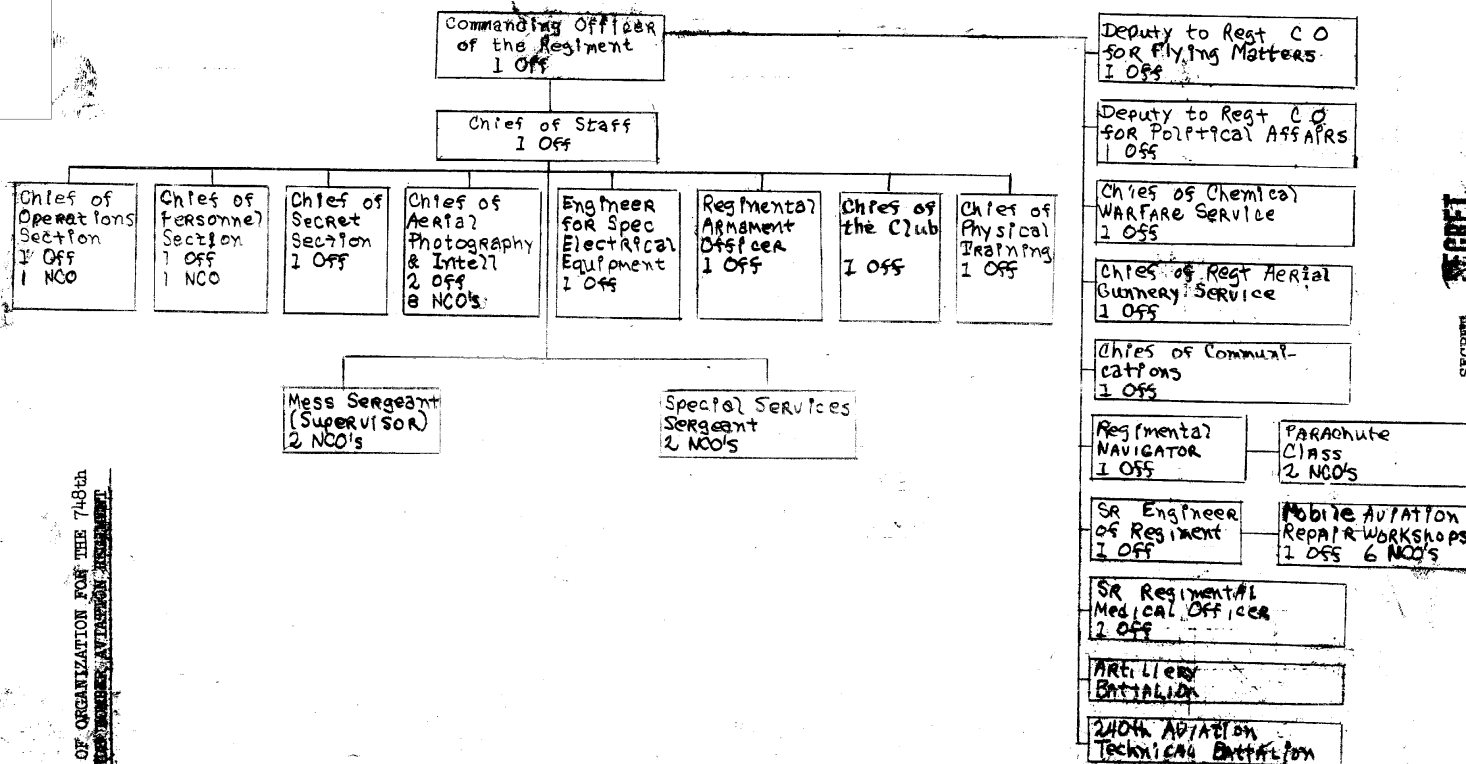 Commanding Officer
of the Regiment
1 Off
Chief of Staff
1 Off
Chief of
Operations
Section
1 Off
1 NCO
Chief of
Personnel
Section
1 Off
1 NCO
Chief of
Secret
Section
1 Off
Chief of
Aerial
Photography
& Intell
2 Off
8 NCO's
Engineer
for Spec
Electrical
Equipment
1 Off
Regimental
Armament
Officer
1 Off
Chief of
the Club
1 Off
Chief of
Physical
Training
1 Off
Mess Sergeant
(Supervisor)
2 NCO's
Special Services
Sergeant
2 NCO's
Deputy to Regt CO
for Flying Matters
1 Off
Deputy to Regt CO
for Political Affairs
1 Off
Chief of Chemical
Warfare Service
1 Off
Chief of Regt Aerial
Gunnery Service
1 Off
Chief of Communi-
cations
1 Off
Regimental
Navigator
1 Off
Parachute
Class
2 NCO's
SR Engineer
of Regiment
1 Off
Mobile Aviation
Repair Workshops
1 Off 6 NCO's
SR Regimental
Medical Officer
1 Off
Artillery
Battalion
240th Aviation
Technical Battalion
OF ORGANIZATION FOR THE 748th
BOMBER AVIATION REGIMENT
SECRET
SECRET